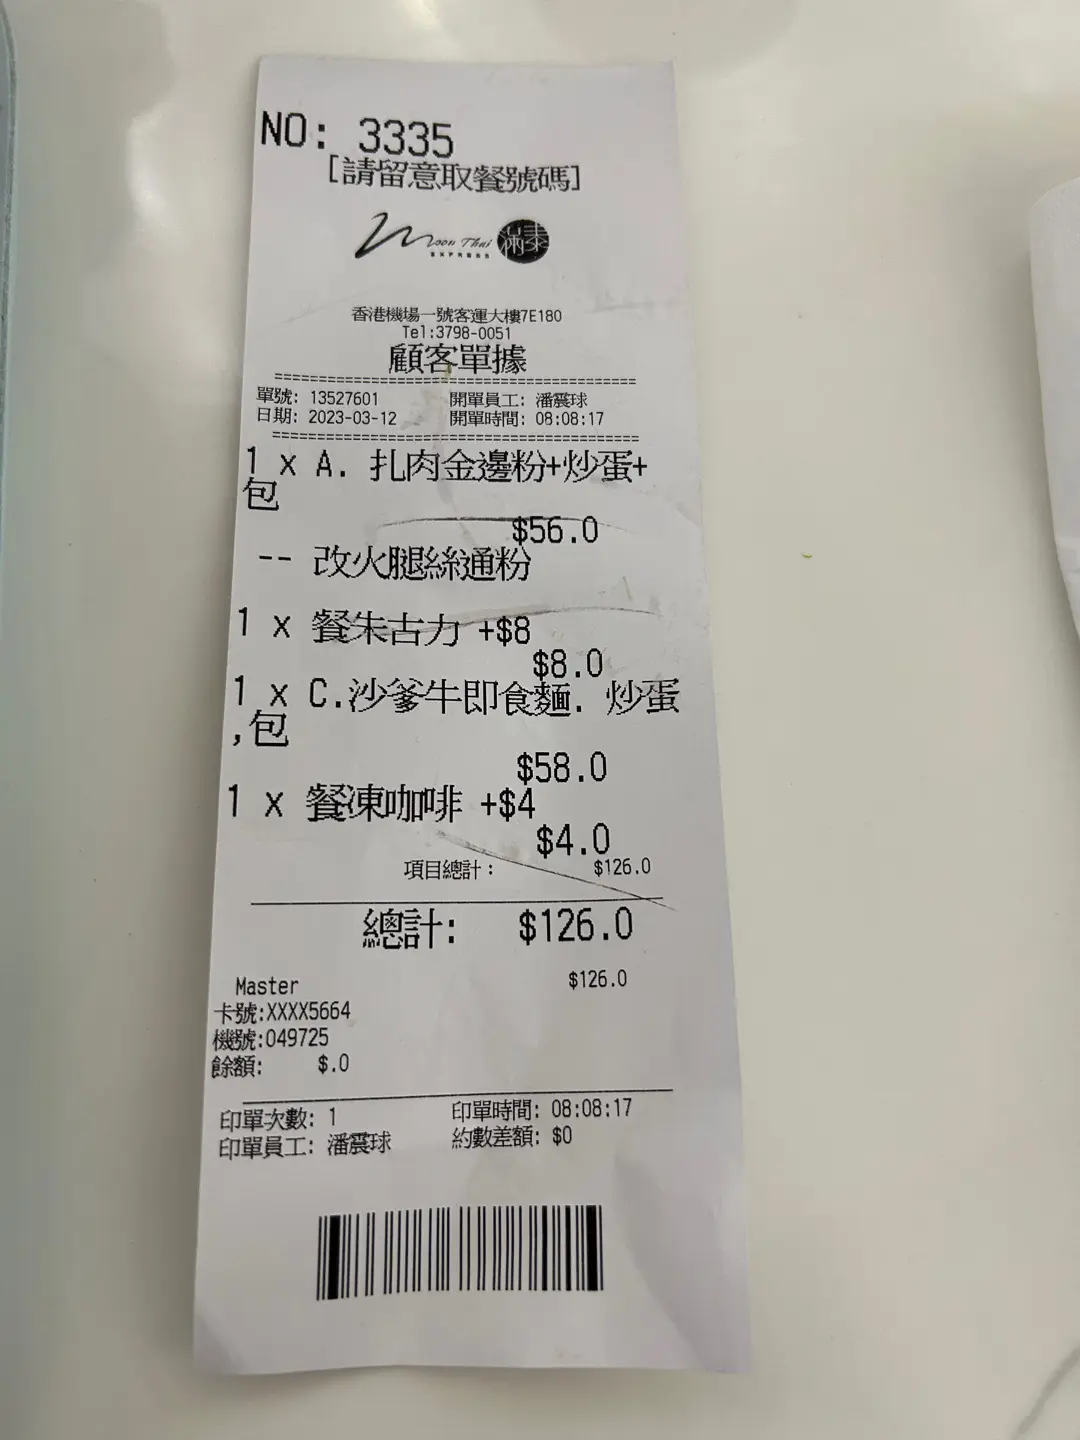 NO: 3335
[請留意取餐號碼]
Moon Thai 滿泰
EXPRESS
香港機場一號客運大樓7E180
Tel:3798-0051
顧客單據
單號: 13527601 開單員工: 潘震球
日期: 2023-03-12 開單時間: 08:08:17
1 x A. 扎肉金邊粉+炒蛋+
包
$56.0
-- 改火腿絲通粉
1 x 餐朱古力 +$8
$8.0
1 x C.沙爹牛即食麵. 炒蛋
,包
$58.0
1 x 餐凍咖啡 +$4
$4.0
項目總計: $126.0
總計: $126.0
Master $126.0
卡號:XXXX5664
機號:049725
餘額: $.0
印單次數: 1 印單時間: 08:08:17
印單員工: 潘震球 約數差額: $0